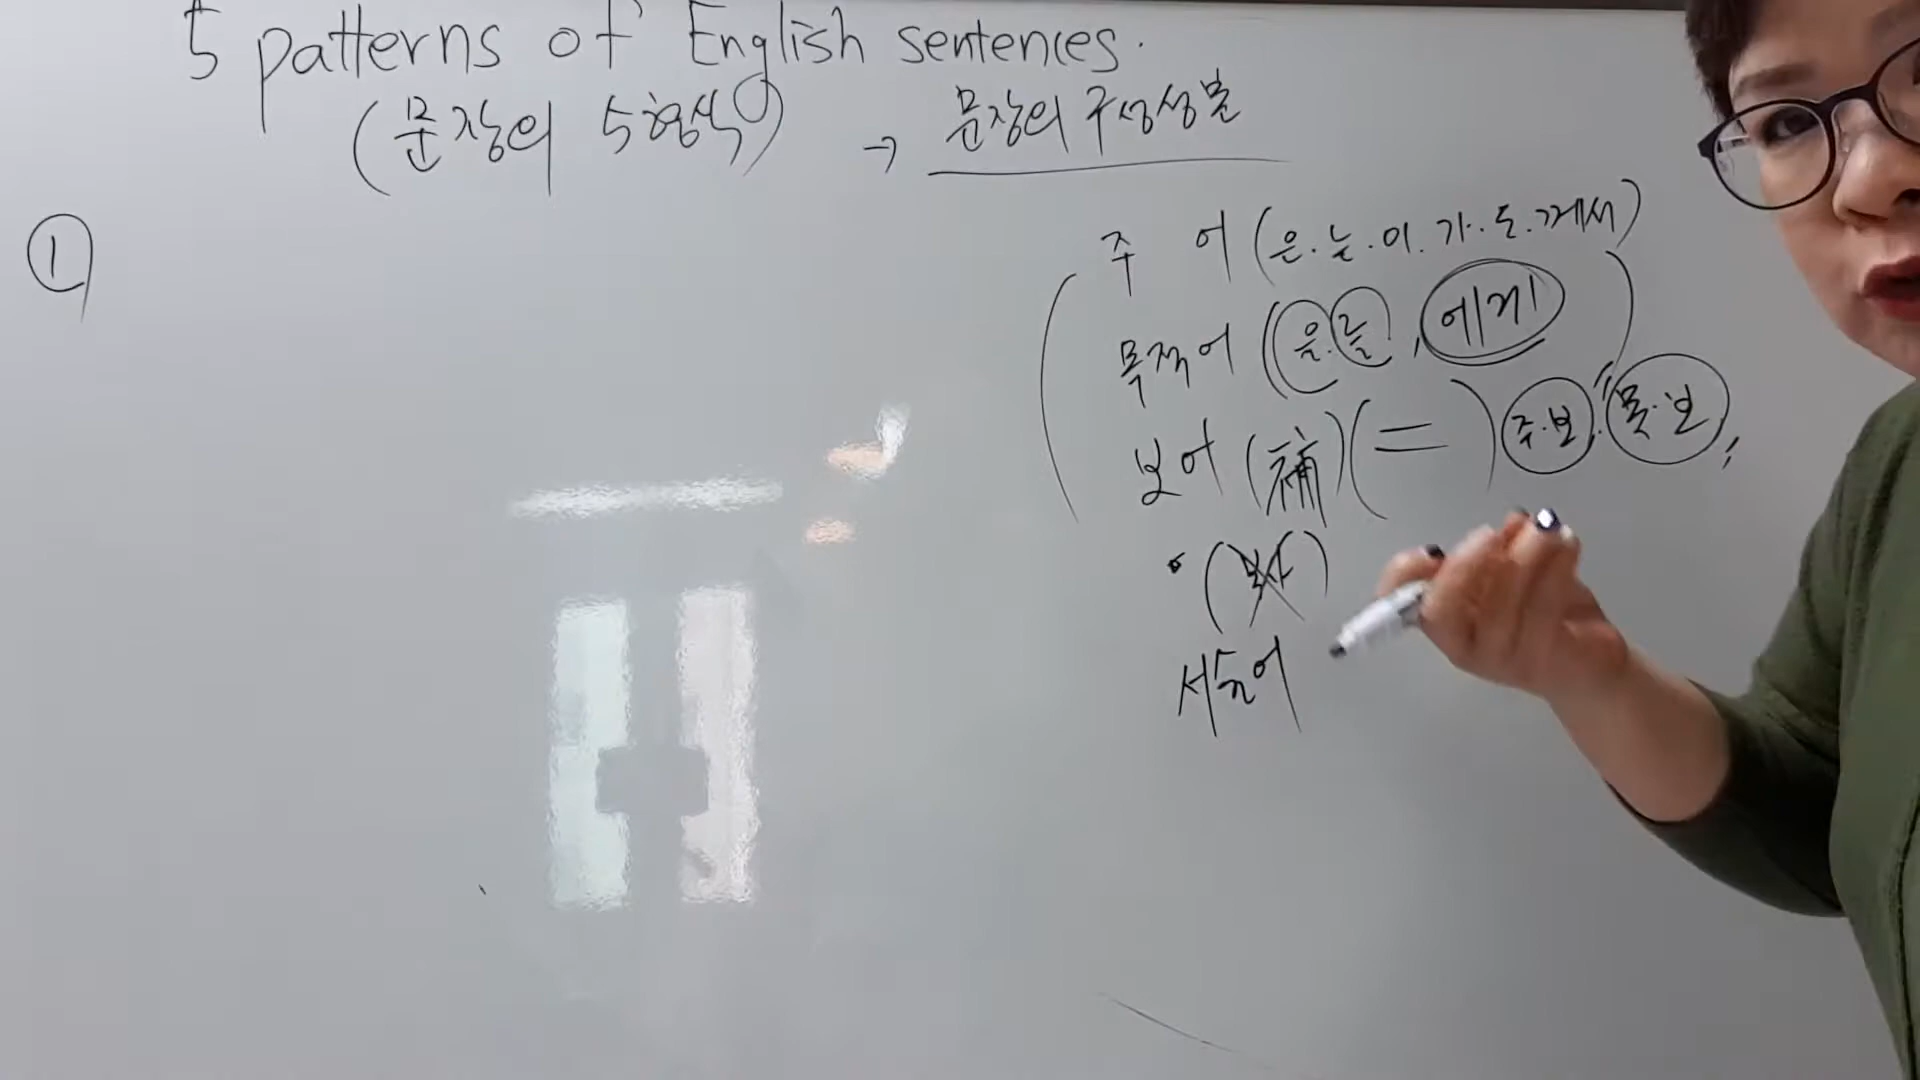 5 patterns of English sentences.
(문장의 5형식) → 문장의 구성성분
①
주 어 (은.는.이.가.도.께서)
목적어 (을.를, 에게)
보어 (補) (=) 주.보. 목.보
(부사)
서술어